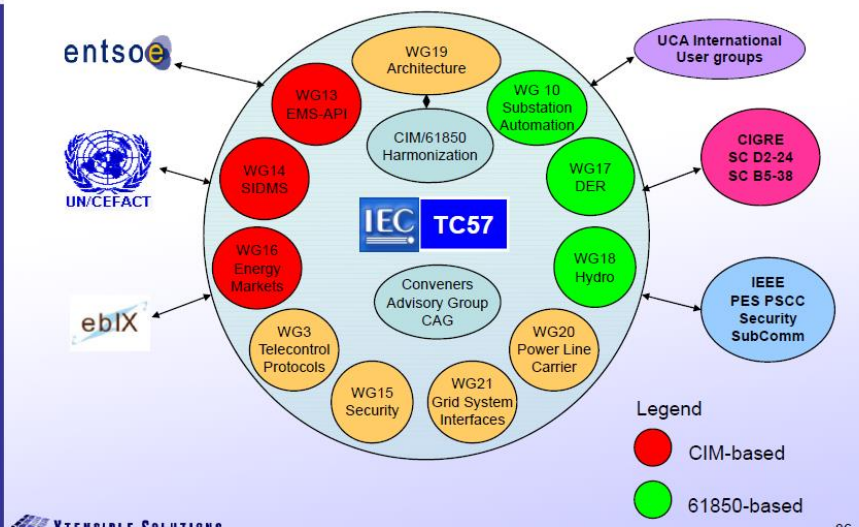 entsoe
WG19
Architecture
UCA International
User groups
WG13
EMS-API
WG 10
Substation
Automation
CIM/61850
Harmonization
CIGRE
SC D2-24
SC B5-38
WG14
SIDMS
WG17
DER
UN/CEFACT
IEC
TC57
WG16
Energy
Markets
WG18
Hydro
Conveners
Advisory Group
CAG
IEEE
PES PSCC
Security
SubComm
ebIX
WG3
Telecontrol
Protocols
WG20
Power Line
Carrier
WG15
Security
WG21
Grid System
Interfaces
Legend
CIM-based
61850-based
XTENSIBLE SOLUTIONS